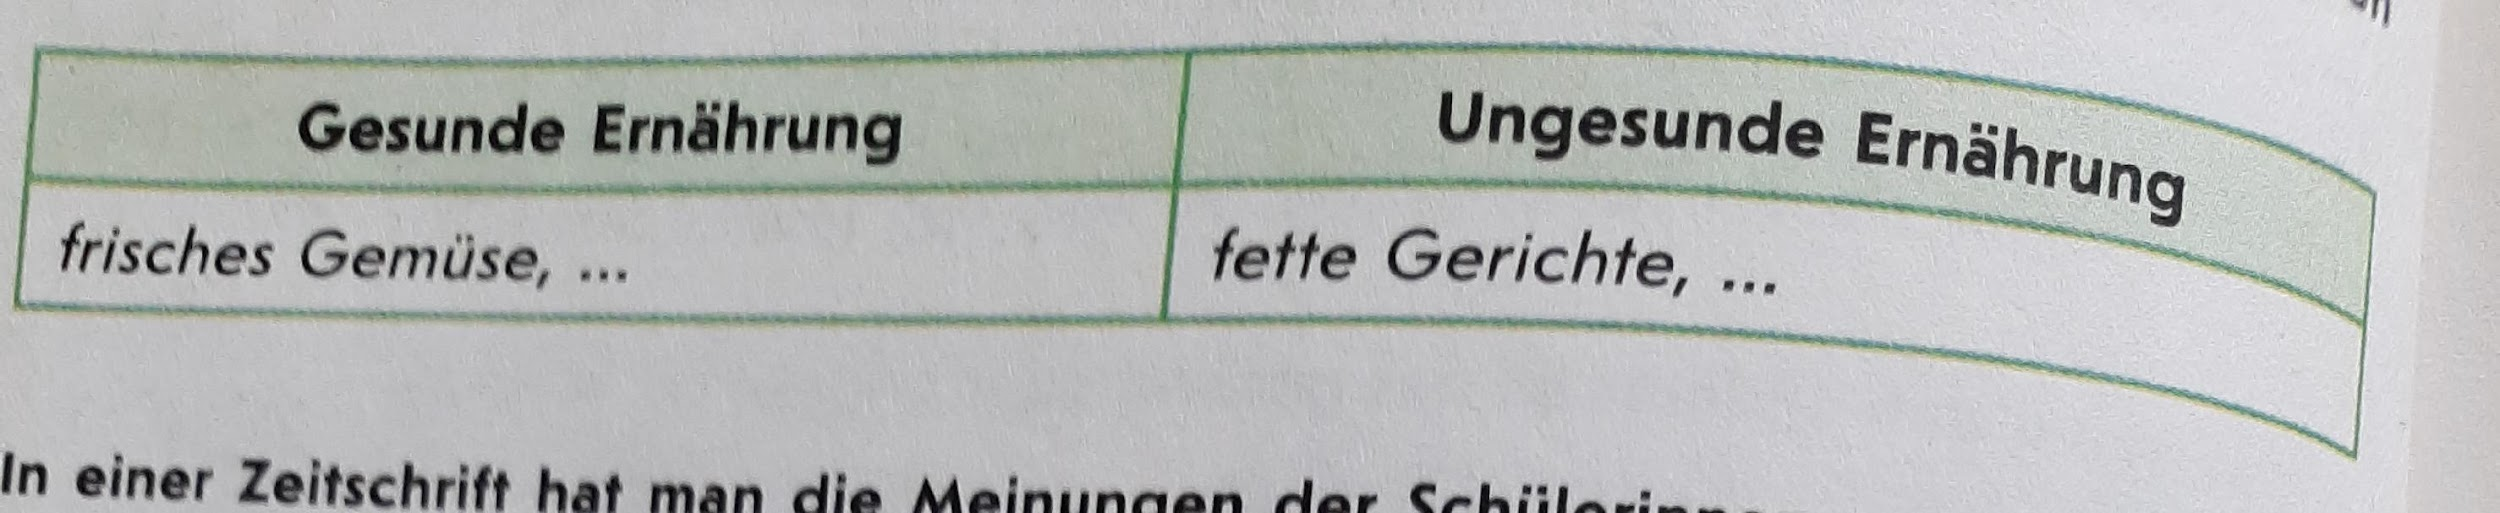 Gesunde Ernährung
Ungesunde Ernährung
frisches Gemüse, ...
fette Gerichte, ...
In einer Zeitschrift hat man die Meinungen der